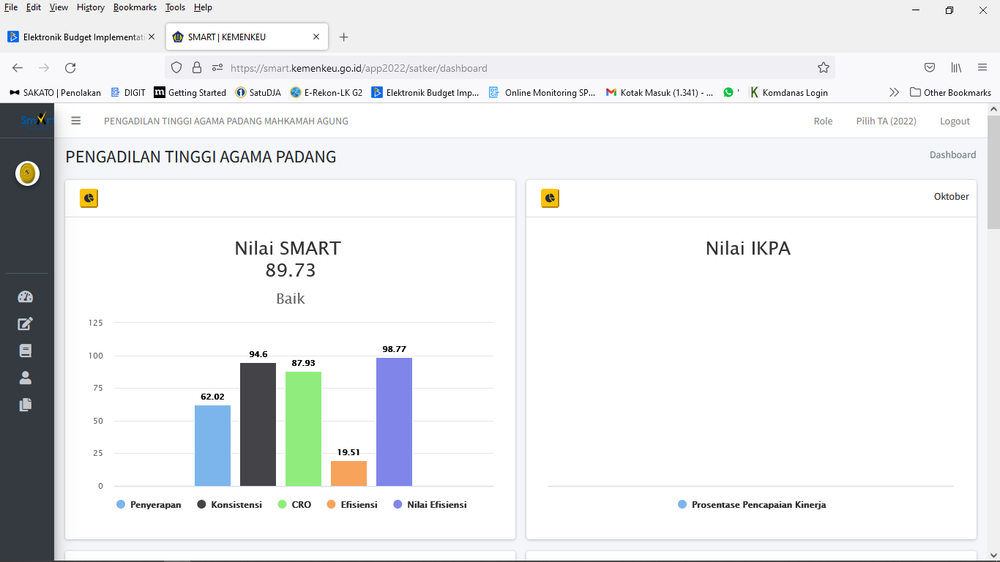 File Edit View History Bookmarks Tools Help
Elektronik Budget Implementati
SMART | KEMENKEU
https://smart.kemenkeu.go.id/app2022/satker/dashboard
SAKATO | Penolakan DIGIT Getting Started SatuDJA E-Rekon-LK G2 Elektronik Budget Imp... Online Monitoring SP... Kotak Masuk (1.341) - ... ' Komdanas Login Other Bookmarks
PENGADILAN TINGGI AGAMA PADANG MAHKAMAH AGUNG Role Pilih TA (2022) Logout
PENGADILAN TINGGI AGAMA PADANG Dashboard
Nilai SMART
89.73
Baik
125
100
75
50
25
0
62.02
94.6
87.93
19.51
98.77
Penyerapan Konsistensi CRO Efisiensi Nilai Efisiensi
Oktober
Nilai IKPA
Prosentase Pencapaian Kinerja